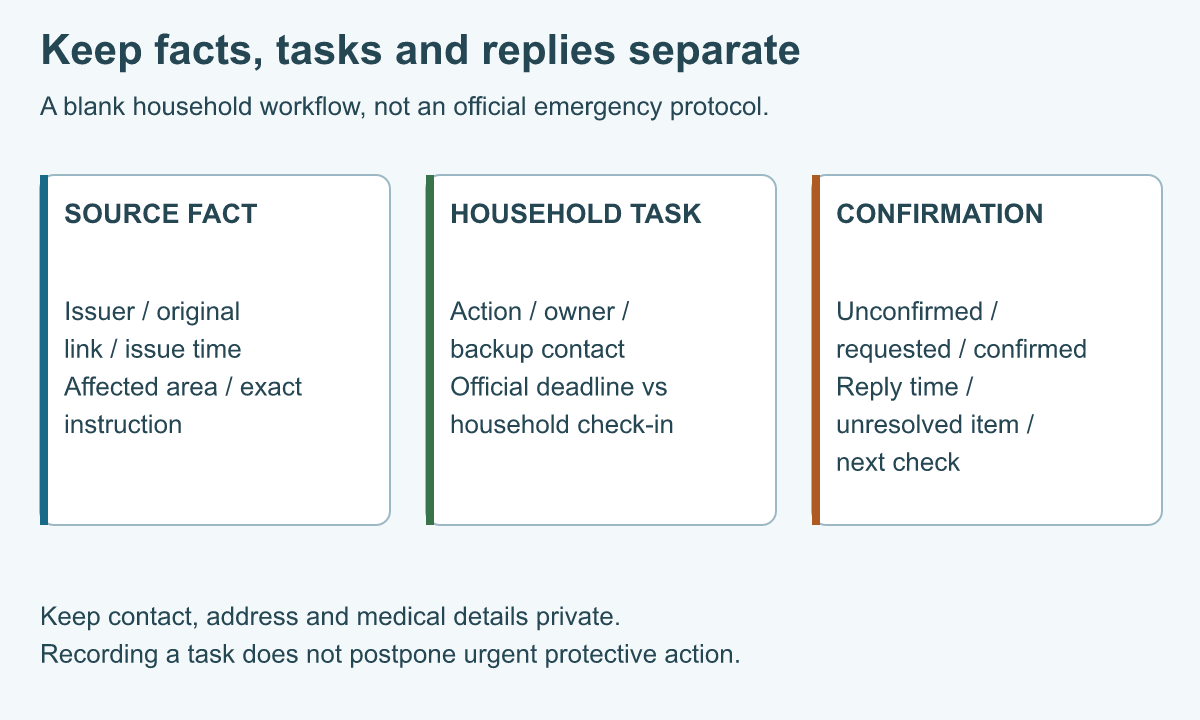 Keep facts, tasks and replies separate
A blank household workflow, not an official emergency protocol.
SOURCE FACT
Issuer / original
link / issue time
Affected area / exact
instruction
HOUSEHOLD TASK
Action / owner /
backup contact
Official deadline vs
household check-in
CONFIRMATION
Unconfirmed /
requested / confirmed
Reply time /
unresolved item /
next check
Keep contact, address and medical details private.
Recording a task does not postpone urgent protective action.